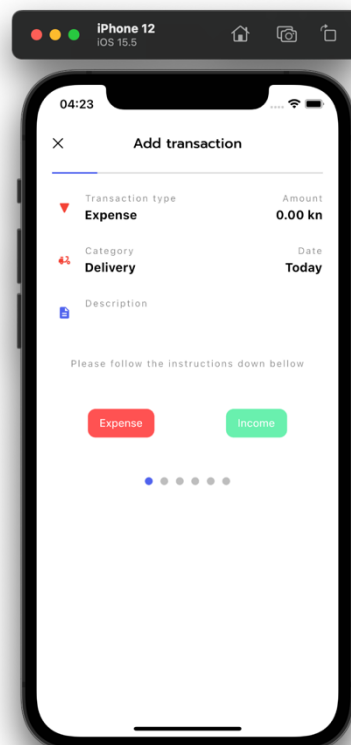 iPhone 12
iOS 15.5
04:23
Add transaction
Transaction type Amount
Expense 0.00 kn
Category Date
Delivery Today
Description
Please follow the instructions down bellow
Expense Income